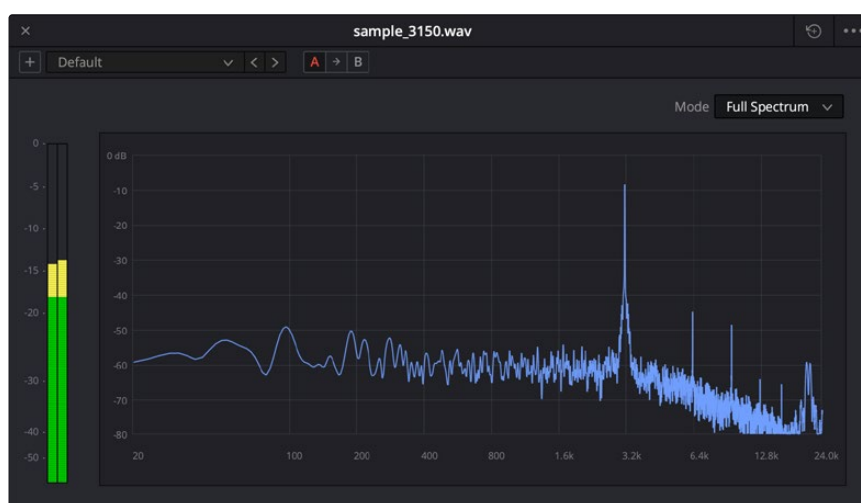 × sample_3150.wav
+ Default < > A → B
Mode Full Spectrum
0 -5 -10 -15 -20 -30 -40 -50
0 dB -10 -20 -30 -40 -50 -60 -70 -80
20 100 200 400 800 1.6k 3.2k 6.4k 12.8k 24.0k